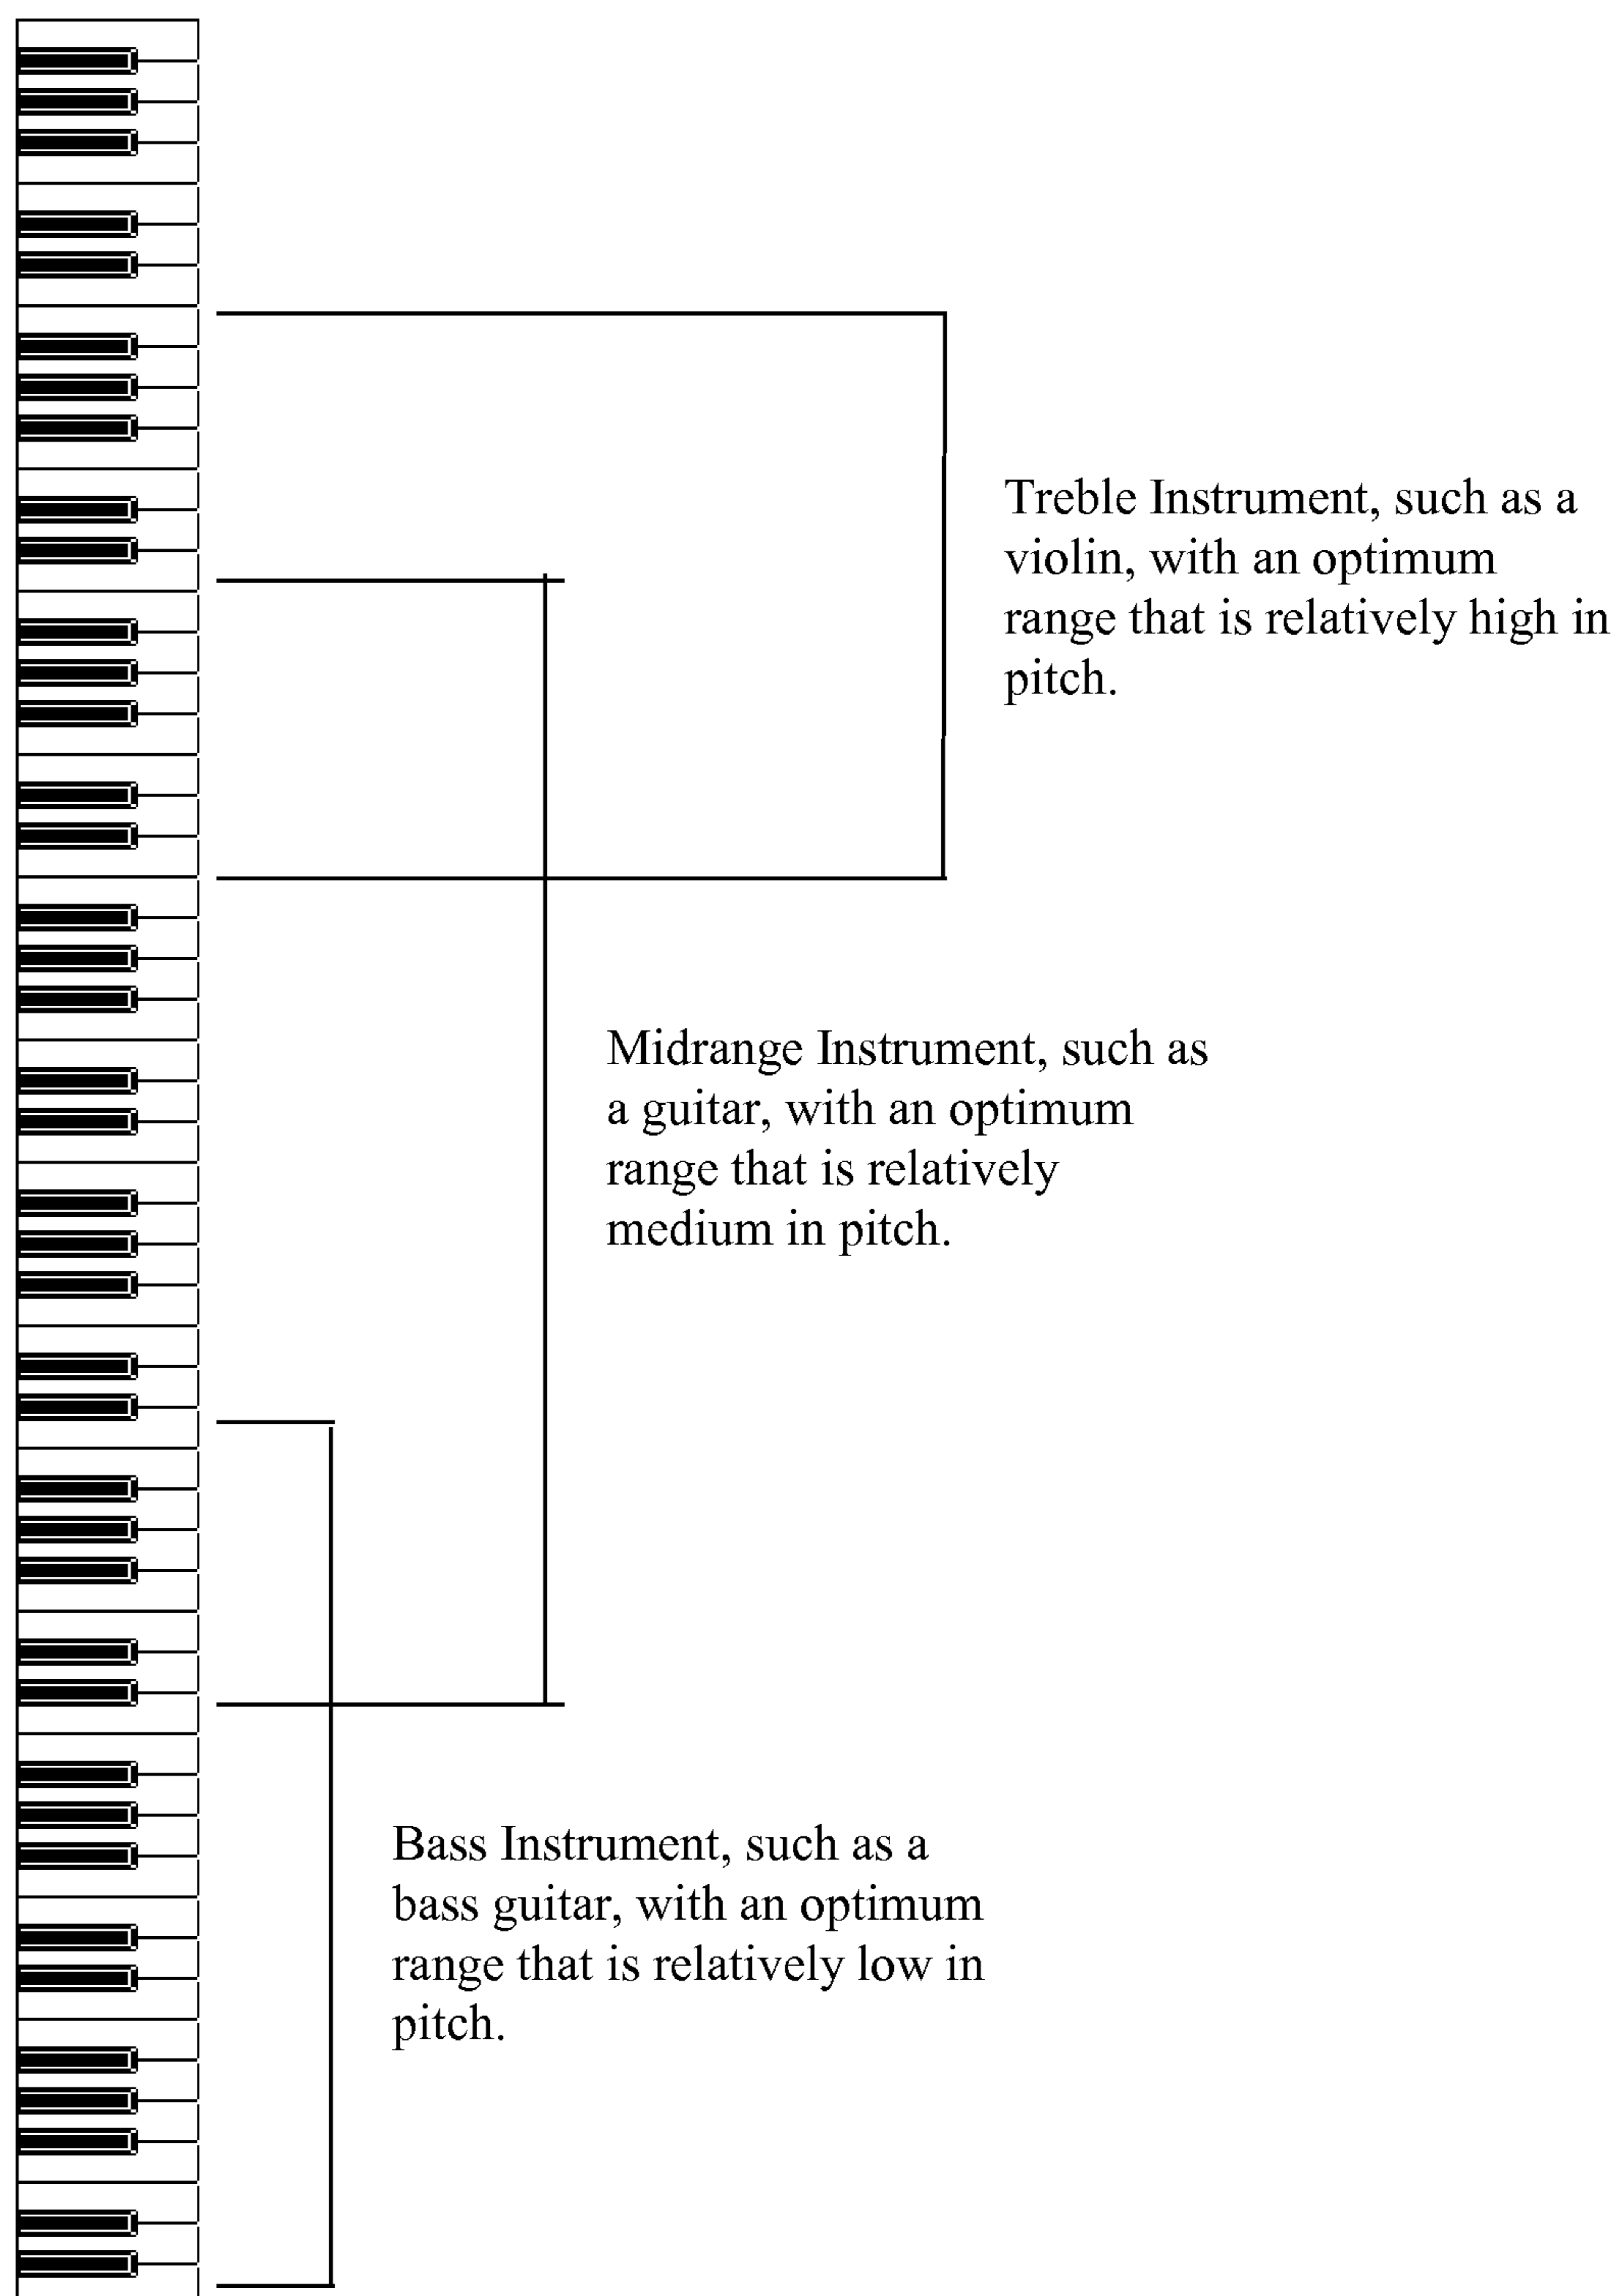 Treble Instrument, such as a
violin, with an optimum
range that is relatively high in
pitch.
Midrange Instrument, such as
a guitar, with an optimum
range that is relatively
medium in pitch.
Bass Instrument, such as a
bass guitar, with an optimum
range that is relatively low in
pitch.